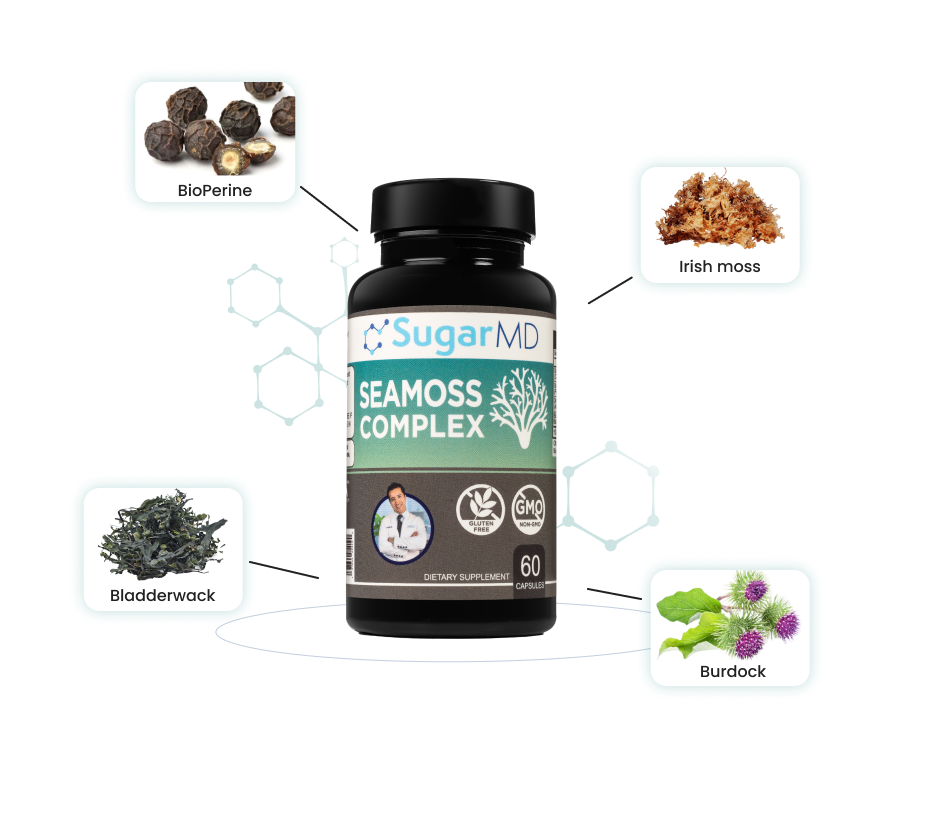 BioPerine
Irish moss
SugarMD
SEAMOSS
COMPLEX
GLUTEN
FREE
GMO
NON-GMO
DIETARY SUPPLEMENT
60
CAPSULES
Bladderwack
Burdock